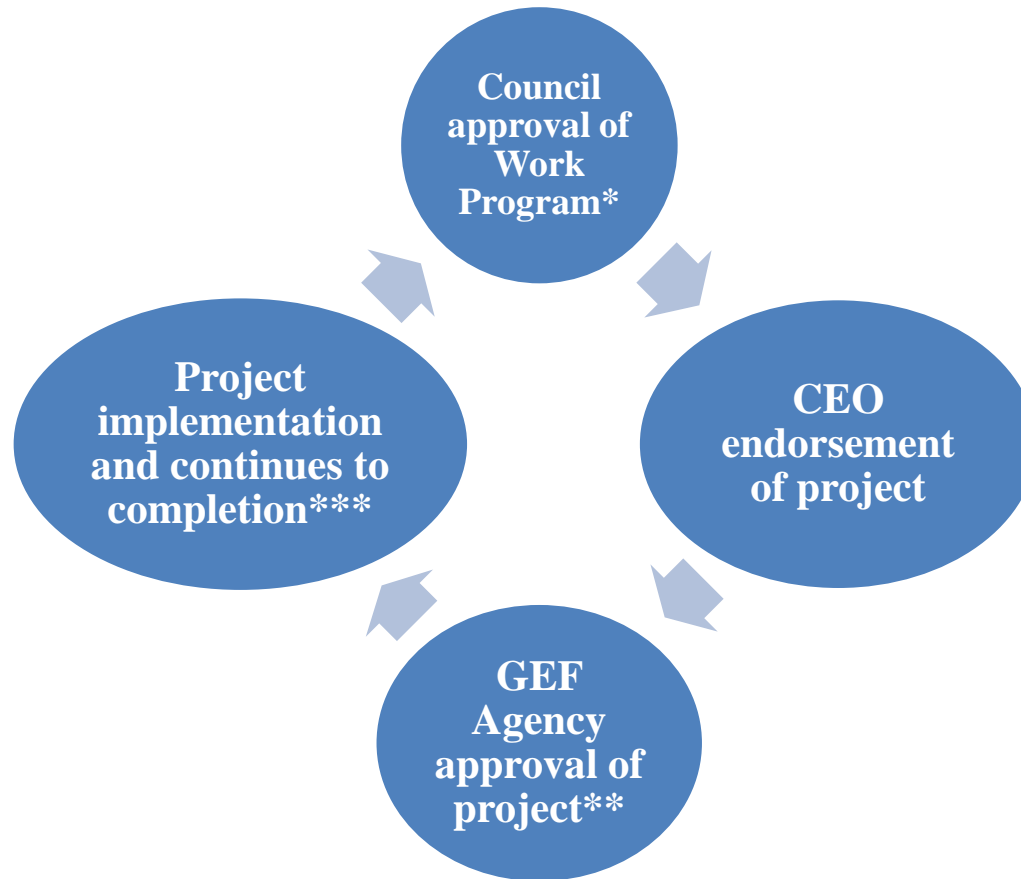 Council
approval of
Work
Program*
CEO
endorsement
of project
GEF
Agency
approval of
project**
Project
implementation
and continues to
completion***